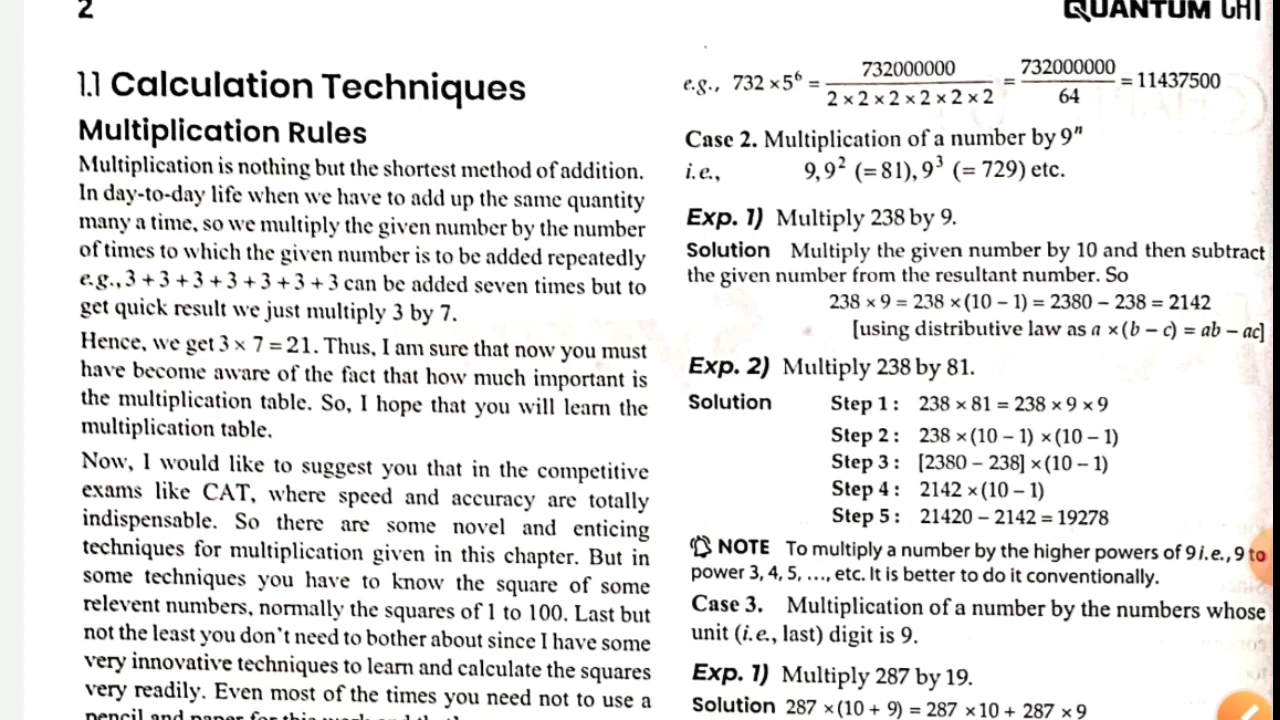 2
QUANTUM CAT
1.1 Calculation Techniques
Multiplication Rules
Multiplication is nothing but the shortest method of addition.
In day-to-day life when we have to add up the same quantity
many a time, so we multiply the given number by the number
of times to which the given number is to be added repeatedly
e.g., 3 + 3 + 3 + 3 + 3 + 3 + 3 can be added seven times but to
get quick result we just multiply 3 by 7.
Hence, we get 3 × 7 = 21. Thus, I am sure that now you must
have become aware of the fact that how much important is
the multiplication table. So, I hope that you will learn the
multiplication table.
Now, I would like to suggest you that in the competitive
exams like CAT, where speed and accuracy are totally
indispensable. So there are some novel and enticing
techniques for multiplication given in this chapter. But in
some techniques you have to know the square of some
relevent numbers, normally the squares of 1 to 100. Last but
not the least you don't need to bother about since I have some
very innovative techniques to learn and calculate the squares
very readily. Even most of the times you need not to use a
pencil and paper for this work and
e.g., 732 × 5⁶ = 732000000 / 2 × 2 × 2 × 2 × 2 × 2 = 732000000 / 64 = 11437500
Case 2. Multiplication of a number by 9ⁿ
i.e., 9, 9² (= 81), 9³ (= 729) etc.
Exp. 1) Multiply 238 by 9.
Solution Multiply the given number by 10 and then subtract
the given number from the resultant number. So
238 × 9 = 238 × (10 – 1) = 2380 – 238 = 2142
[using distributive law as a × (b – c) = ab – ac]
Exp. 2) Multiply 238 by 81.
Solution Step 1: 238 × 81 = 238 × 9 × 9
Step 2: 238 × (10 – 1) × (10 – 1)
Step 3: [2380 – 238] × (10 – 1)
Step 4: 2142 × (10 – 1)
Step 5: 21420 – 2142 = 19278
NOTE To multiply a number by the higher powers of 9 i.e., 9 to
power 3, 4, 5, ..., etc. It is better to do it conventionally.
Case 3. Multiplication of a number by the numbers whose
unit (i.e., last) digit is 9.
Exp. 1) Multiply 287 by 19.
Solution 287 × (10 + 9) = 287 × 10 + 287 × 9